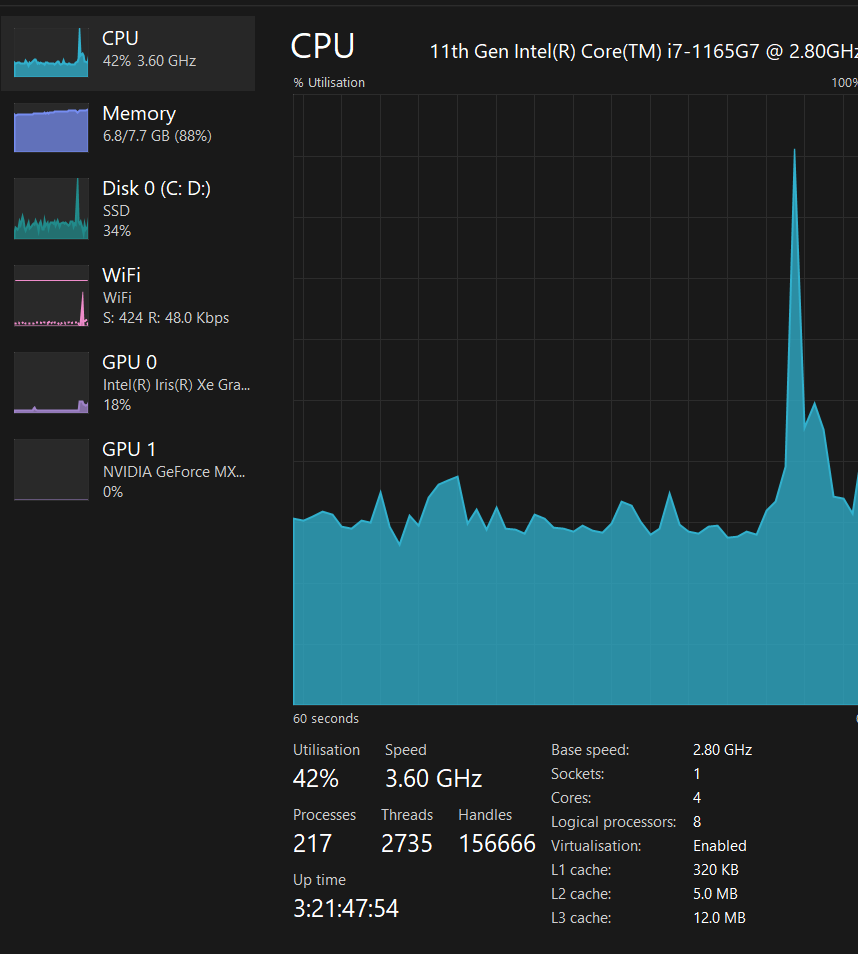 CPU
42% 3.60 GHz
Memory
6.8/7.7 GB (88%)
Disk 0 (C: D:)
SSD
34%
WiFi
WiFi
S: 424 R: 48.0 Kbps
GPU 0
Intel(R) Iris(R) Xe Gra...
18%
GPU 1
NVIDIA GeForce MX...
0%
CPU 11th Gen Intel(R) Core(TM) i7-1165G7 @ 2.80GHz
% Utilisation 100%
60 seconds
Utilisation Speed
42% 3.60 GHz
Processes Threads Handles
217 2735 156666
Up time
3:21:47:54
Base speed: 2.80 GHz
Sockets: 1
Cores: 4
Logical processors: 8
Virtualisation: Enabled
L1 cache: 320 KB
L2 cache: 5.0 MB
L3 cache: 12.0 MB